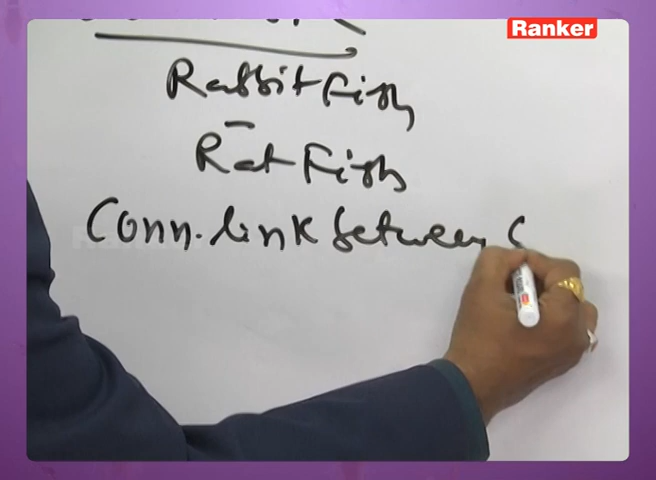 Ranker
Rabbit Fish
Rat Fish
Conn. link between